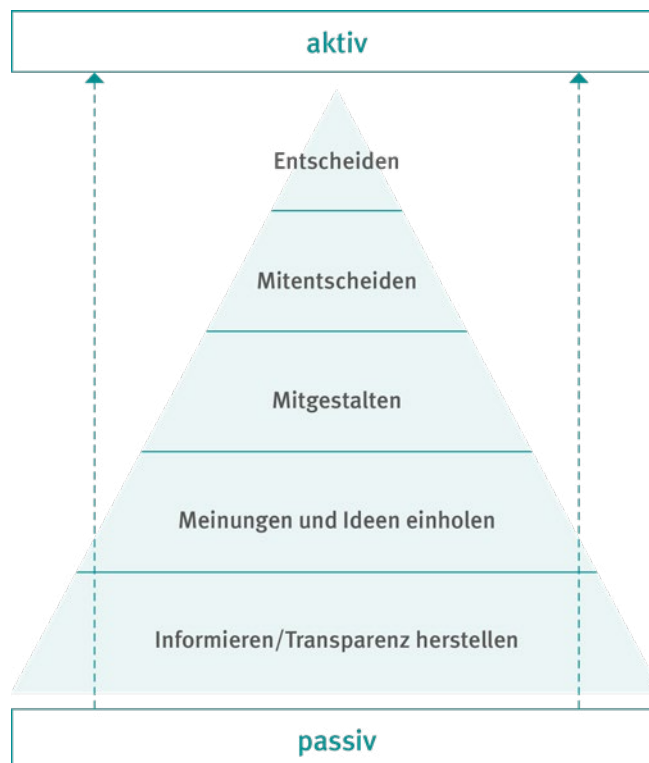 aktiv
Entscheiden
Mitentscheiden
Mitgestalten
Meinungen und Ideen einholen
Informieren/Transparenz herstellen
passiv